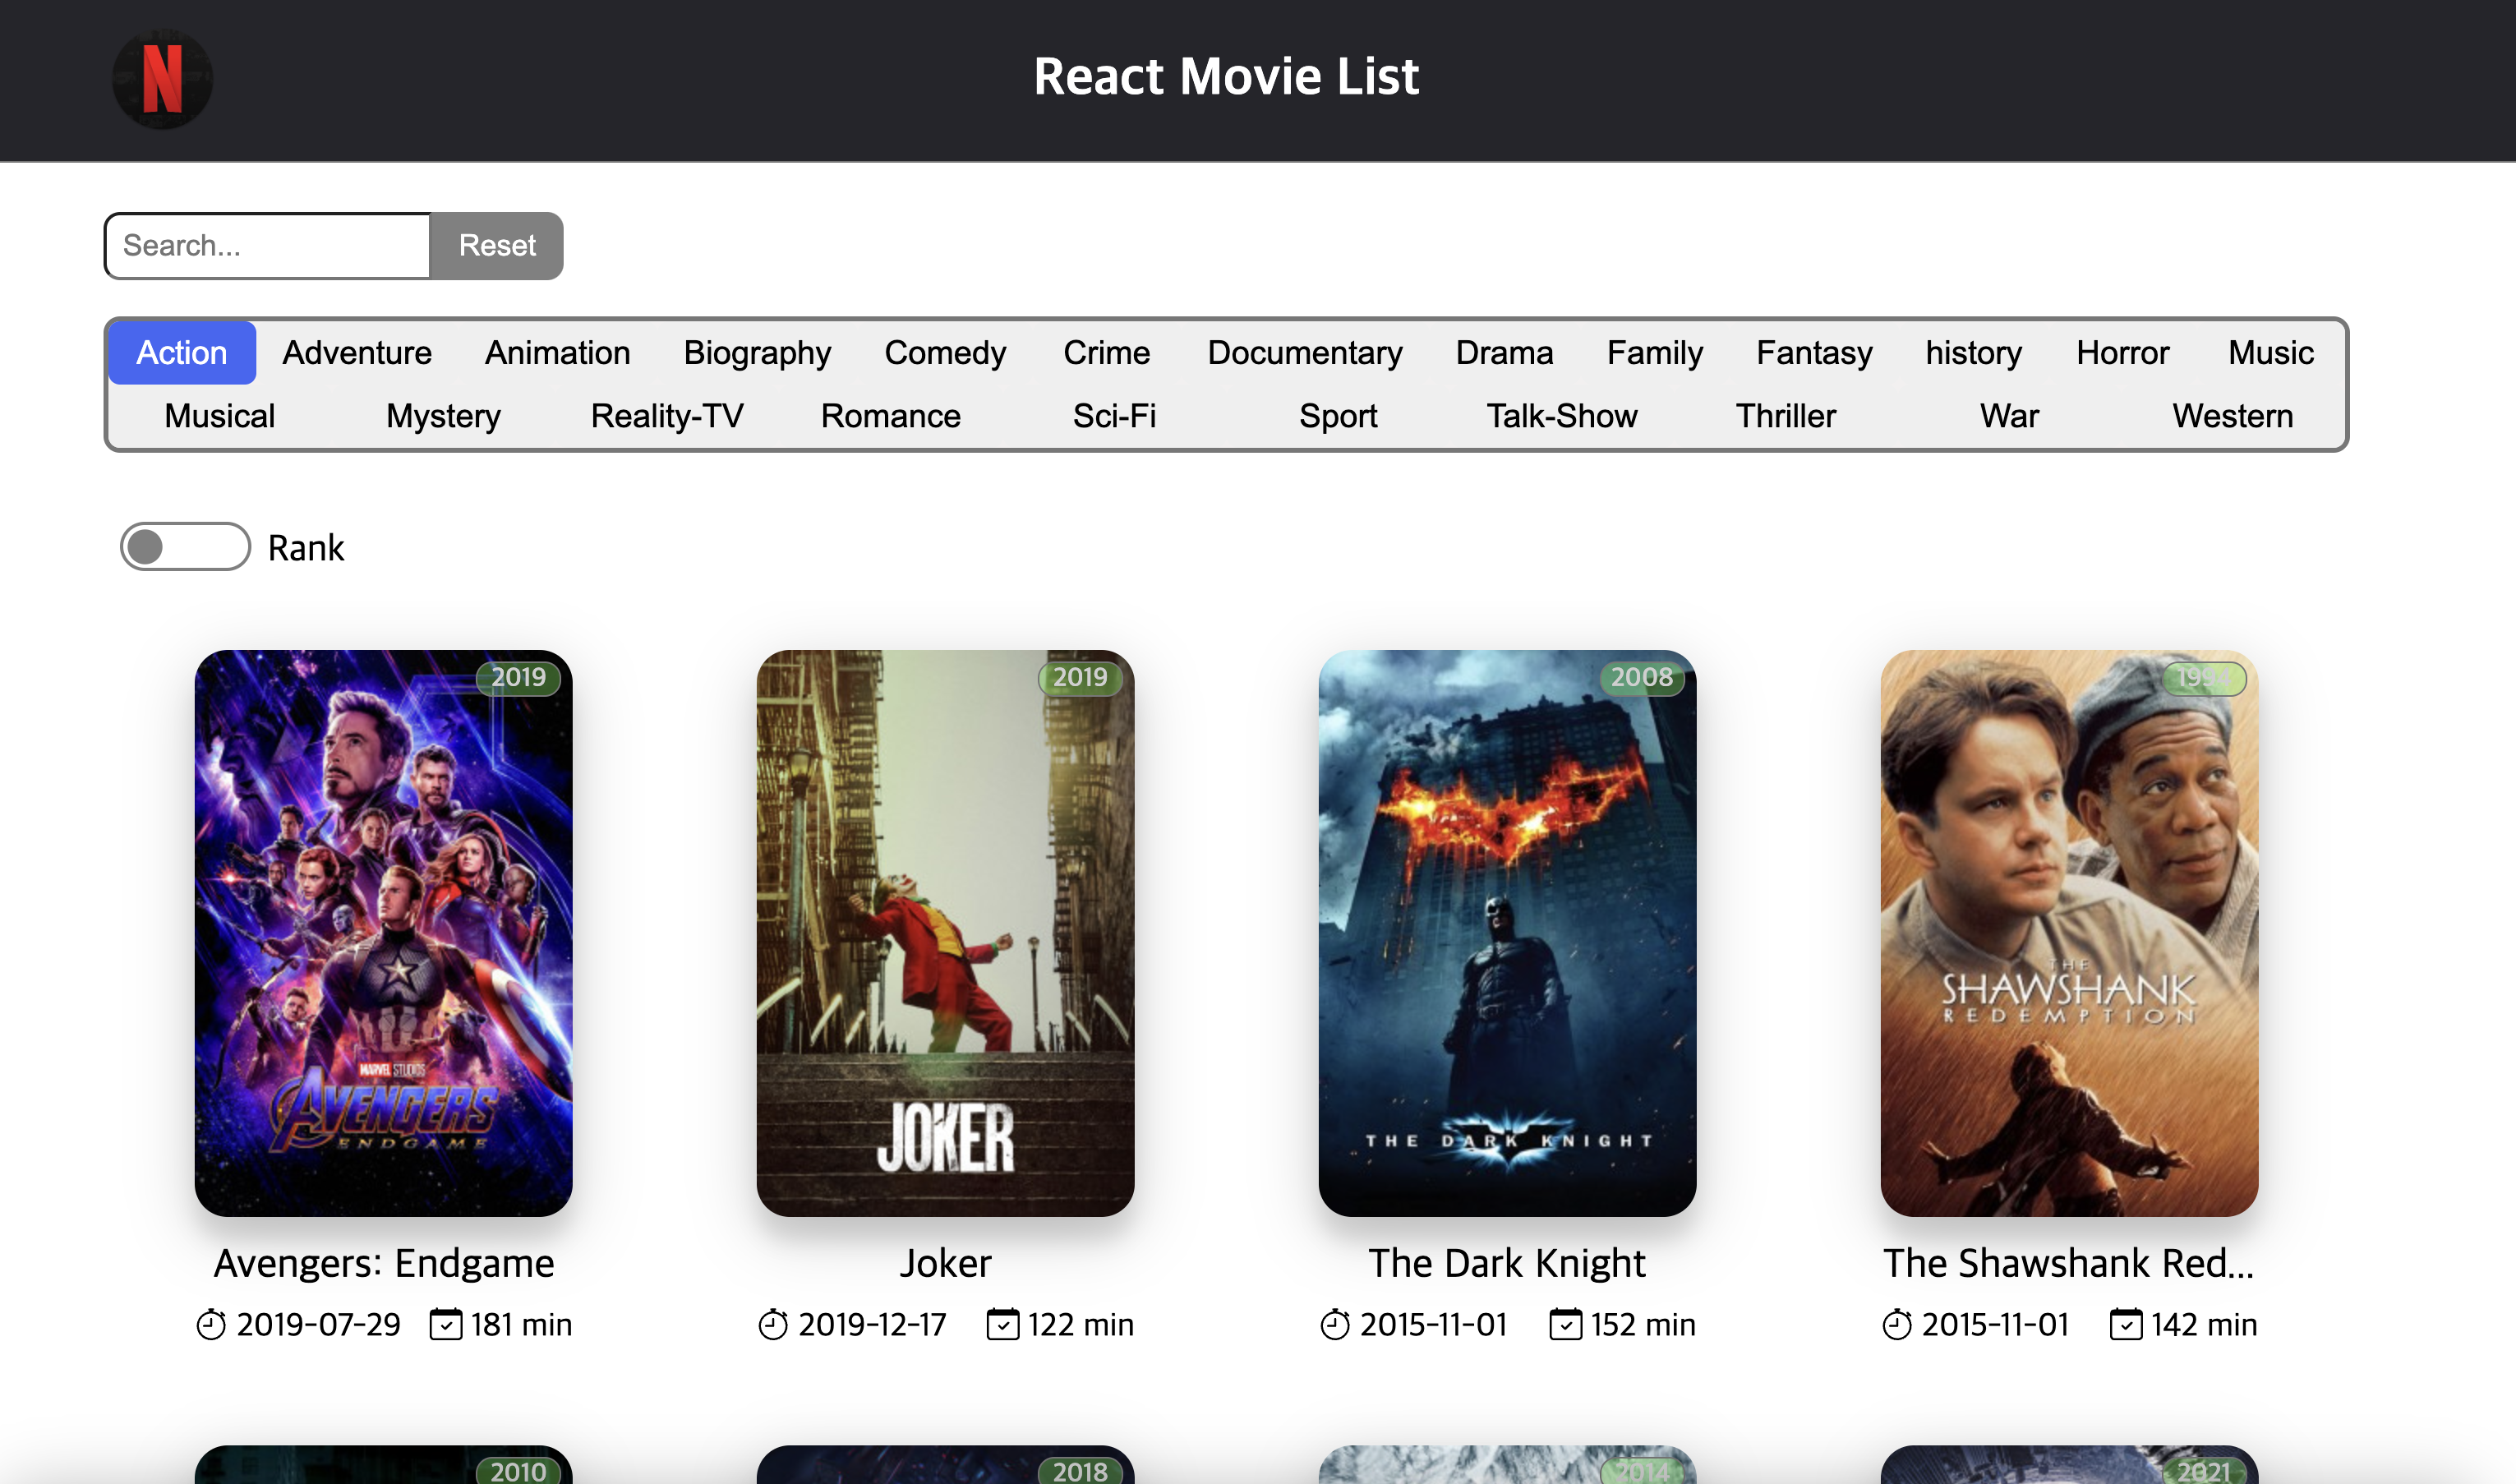 N
React Movie List
Search...
Reset
Action Adventure Animation Biography Comedy Crime Documentary Drama Family Fantasy history Horror Music
Musical Mystery Reality-TV Romance Sci-Fi Sport Talk-Show Thriller War Western
Rank
2019
MARVEL STUDIOS
AVENGERS
ENDGAME
Avengers: Endgame
2019-07-29 181 min
2019
JOKER
Joker
2019-12-17 122 min
2008
THE DARK KNIGHT
The Dark Knight
2015-11-01 152 min
1994
THE
SHAWSHANK
REDEMPTION
The Shawshank Red...
2015-11-01 142 min
2010
2018
2014
2021